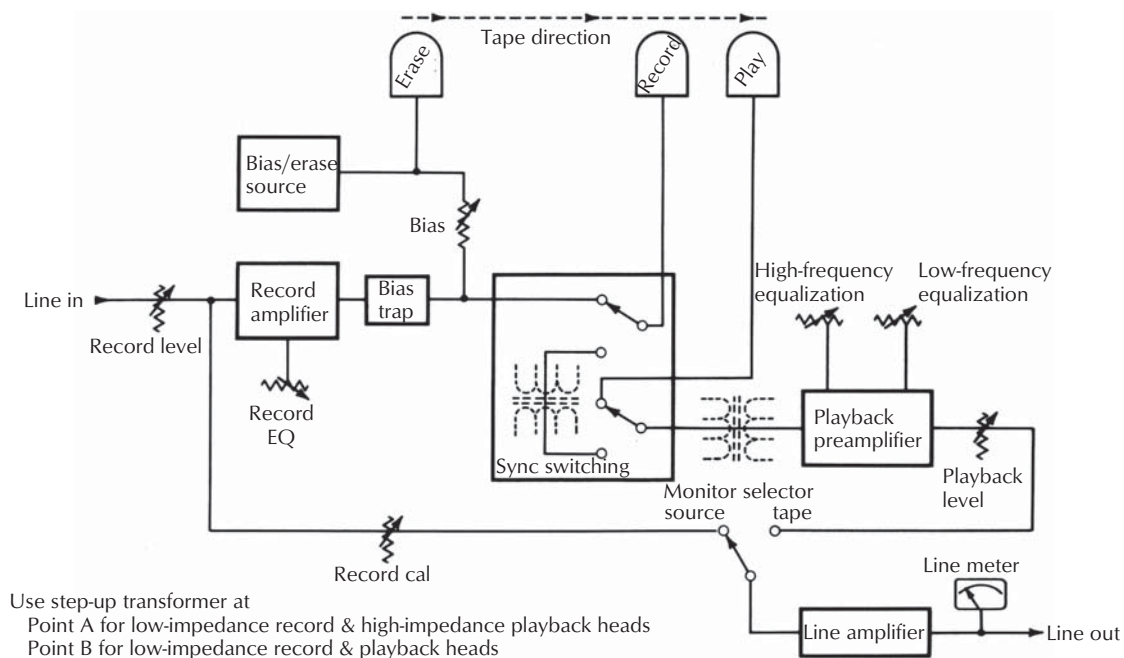 Tape direction
Erase
Record
Play
Bias/erase
source
Bias
High-frequency
equalization
Low-frequency
equalization
Line in
Record level
Record
amplifier
Bias
trap
Record
EQ
Sync switching
Playback
preamplifier
Playback
level
Monitor selector
source
tape
Record cal
Line meter
Line amplifier
Line out
Use step-up transformer at
Point A for low-impedance record & high-impedance playback heads
Point B for low-impedance record & playback heads